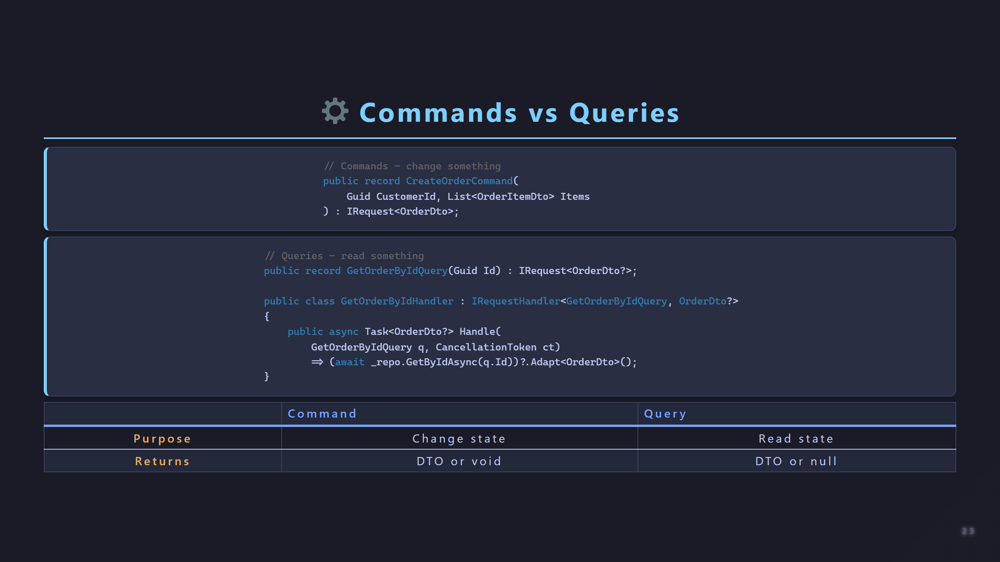 Commands vs Queries
// Commands – change something
public record CreateOrderCommand(
    Guid CustomerId, List<OrderItemDto> Items
) : IRequest<OrderDto>;
// Queries – read something
public record GetOrderByIdQuery(Guid Id) : IRequest<OrderDto?>;
public class GetOrderByIdHandler : IRequestHandler<GetOrderByIdQuery, OrderDto?>
{
    public async Task<OrderDto?> Handle(
        GetOrderByIdQuery q, CancellationToken ct)
        => (await _repo.GetByIdAsync(q.Id))?.Adapt<OrderDto>();
}
Command Query
Purpose Change state Read state
Returns DTO or void DTO or null
23